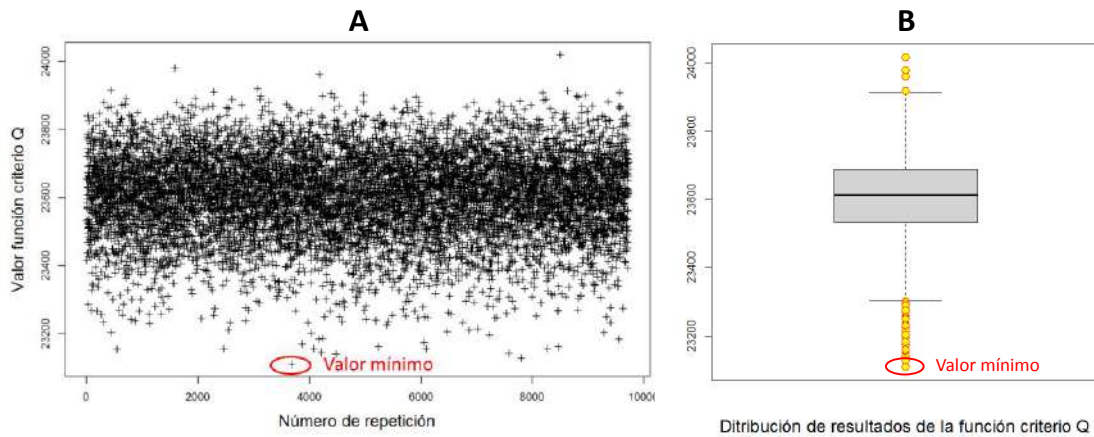 A
Valor función criterio Q
24000
23800
23600
23400
23200
Valor mínimo
0 2000 4000 6000 8000 10000
Número de repetición
B
24000
23800
23600
23400
23200
Valor mínimo
Ditribución de resultados de la función criterio Q